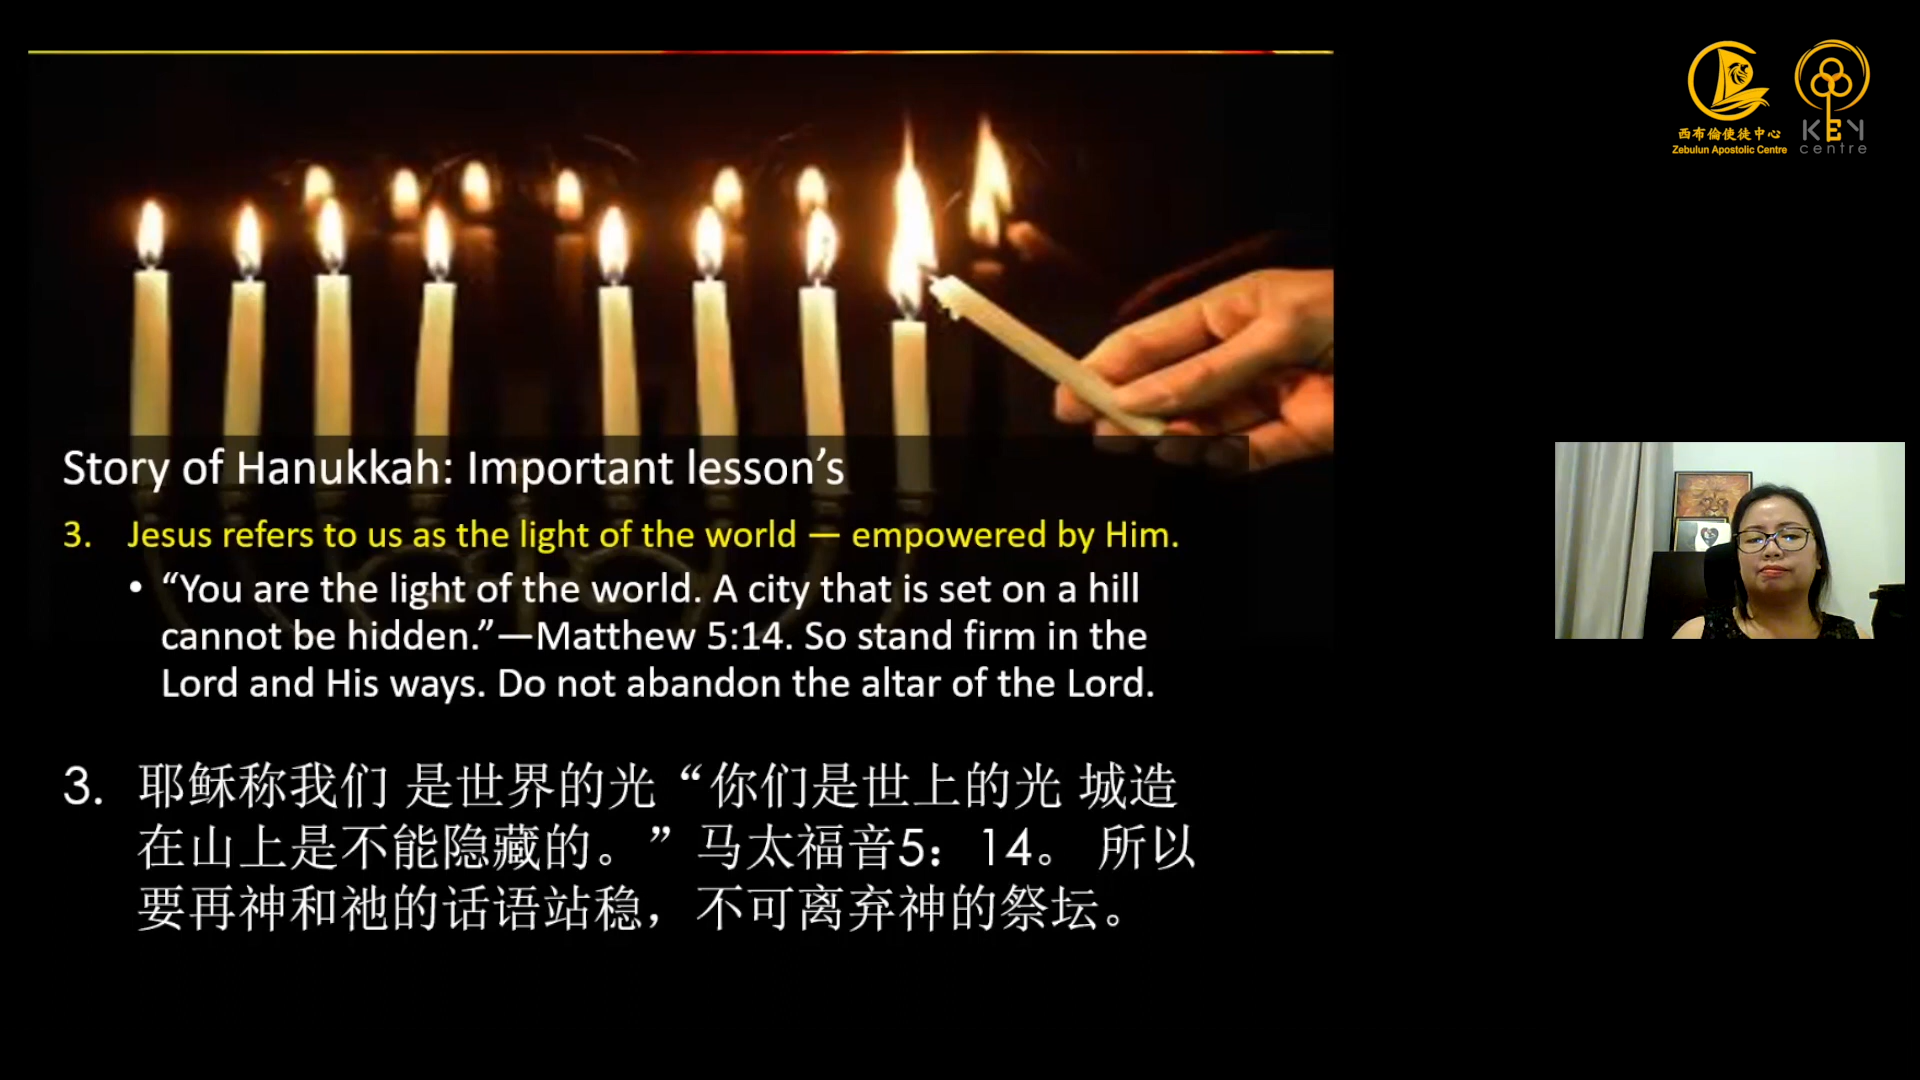 西布倫使徒中心
Zebulun Apostolic Centre
KEY
centre
Story of Hanukkah: Important lesson’s
3. Jesus refers to us as the light of the world — empowered by Him.
• “You are the light of the world. A city that is set on a hill
cannot be hidden.”—Matthew 5:14. So stand firm in the
Lord and His ways. Do not abandon the altar of the Lord.
3. 耶稣称我们 是世界的光“你们是世上的光 城造
在山上是不能隐藏的。”马太福音5：14。 所以
要再神和祂的话语站稳，不可离弃神的祭坛。